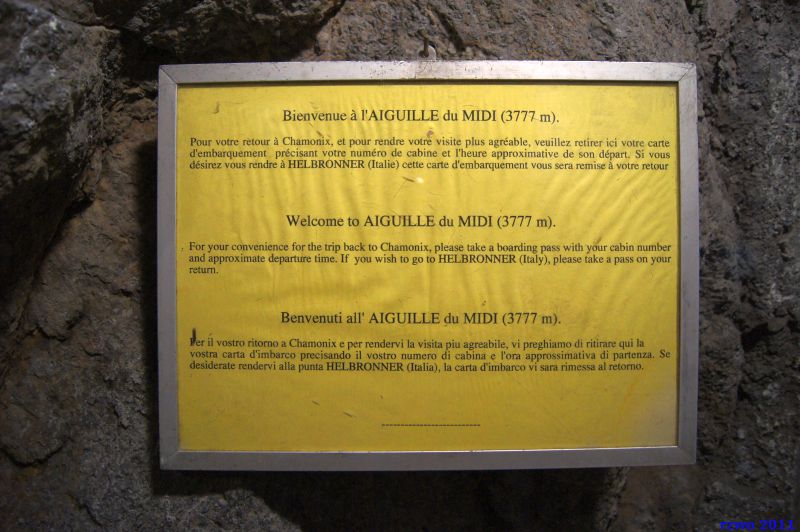 Bienvenue à l'AIGUILLE du MIDI (3777 m).
Pour votre retour à Chamonix, et pour rendre votre visite plus agréable, veuillez retirer ici votre carte
d'embarquement précisant votre numéro de cabine et l'heure approximative de son départ. Si vous
désirez vous rendre à HELBRONNER (Italie) cette carte d'embarquement vous sera remise à votre retour
Welcome to AIGUILLE du MIDI (3777 m).
For your convenience for the trip back to Chamonix, please take a boarding pass with your cabin number
and approximate departure time. If you wish to go to HELBRONNER (Italy), please take a pass on your
return.
Benvenuti all' AIGUILLE du MIDI (3777 m).
Per il vostro ritorno a Chamonix e per rendervi la visita piu agreabile, vi preghiamo di ritirare qui la
vostra carta d'imbarco precisando il vostro numero di cabina e l'ora approssimativa di partenza. Se
desiderate rendervi alla punta HELBRONNER (Italia), la carta d'imbarco vi sara rimessa al retorno.
--------------------------
2011